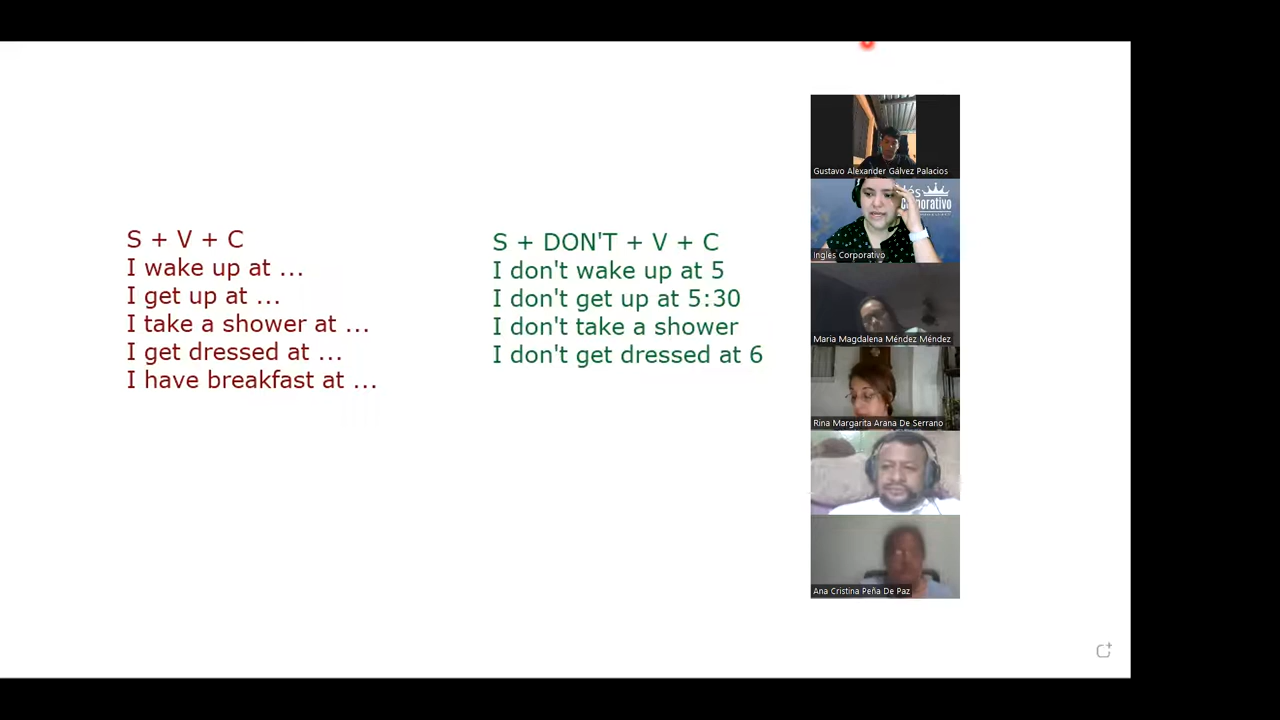 S + V + C
I wake up at ...
I get up at ...
I take a shower at ...
I get dressed at ...
I have breakfast at ...
S + DON'T + V + C
I don't wake up at 5
I don't get up at 5:30
I don't take a shower
I don't get dressed at 6
Gustavo Alexander Gálvez Palacios
Inglés Corporativo
Maria Magdalena Méndez Méndez
Rina Margarita Arana De Serrano
Ana Cristina Peña De Paz